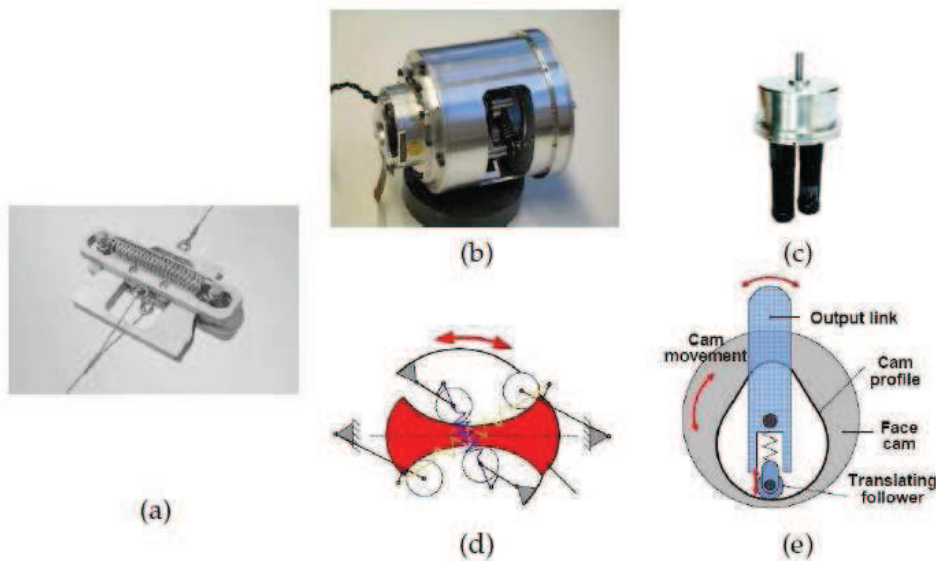 (b)
(c)
(a)
Output link
Cam
movement
Cam
profile
Face
cam
Translating
follower
(d)
(e)